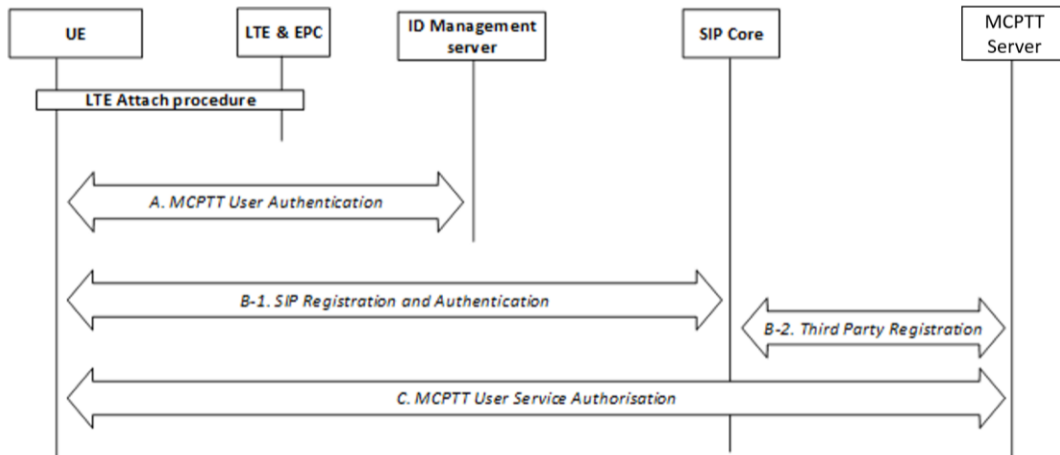 UE
LTE & EPC
ID Management
server
SIP Core
MCPTT
Server
LTE Attach procedure
A. MCPTT User Authentication
B-1. SIP Registration and Authentication
B-2. Third Party Registration
C. MCPTT User Service Authorisation